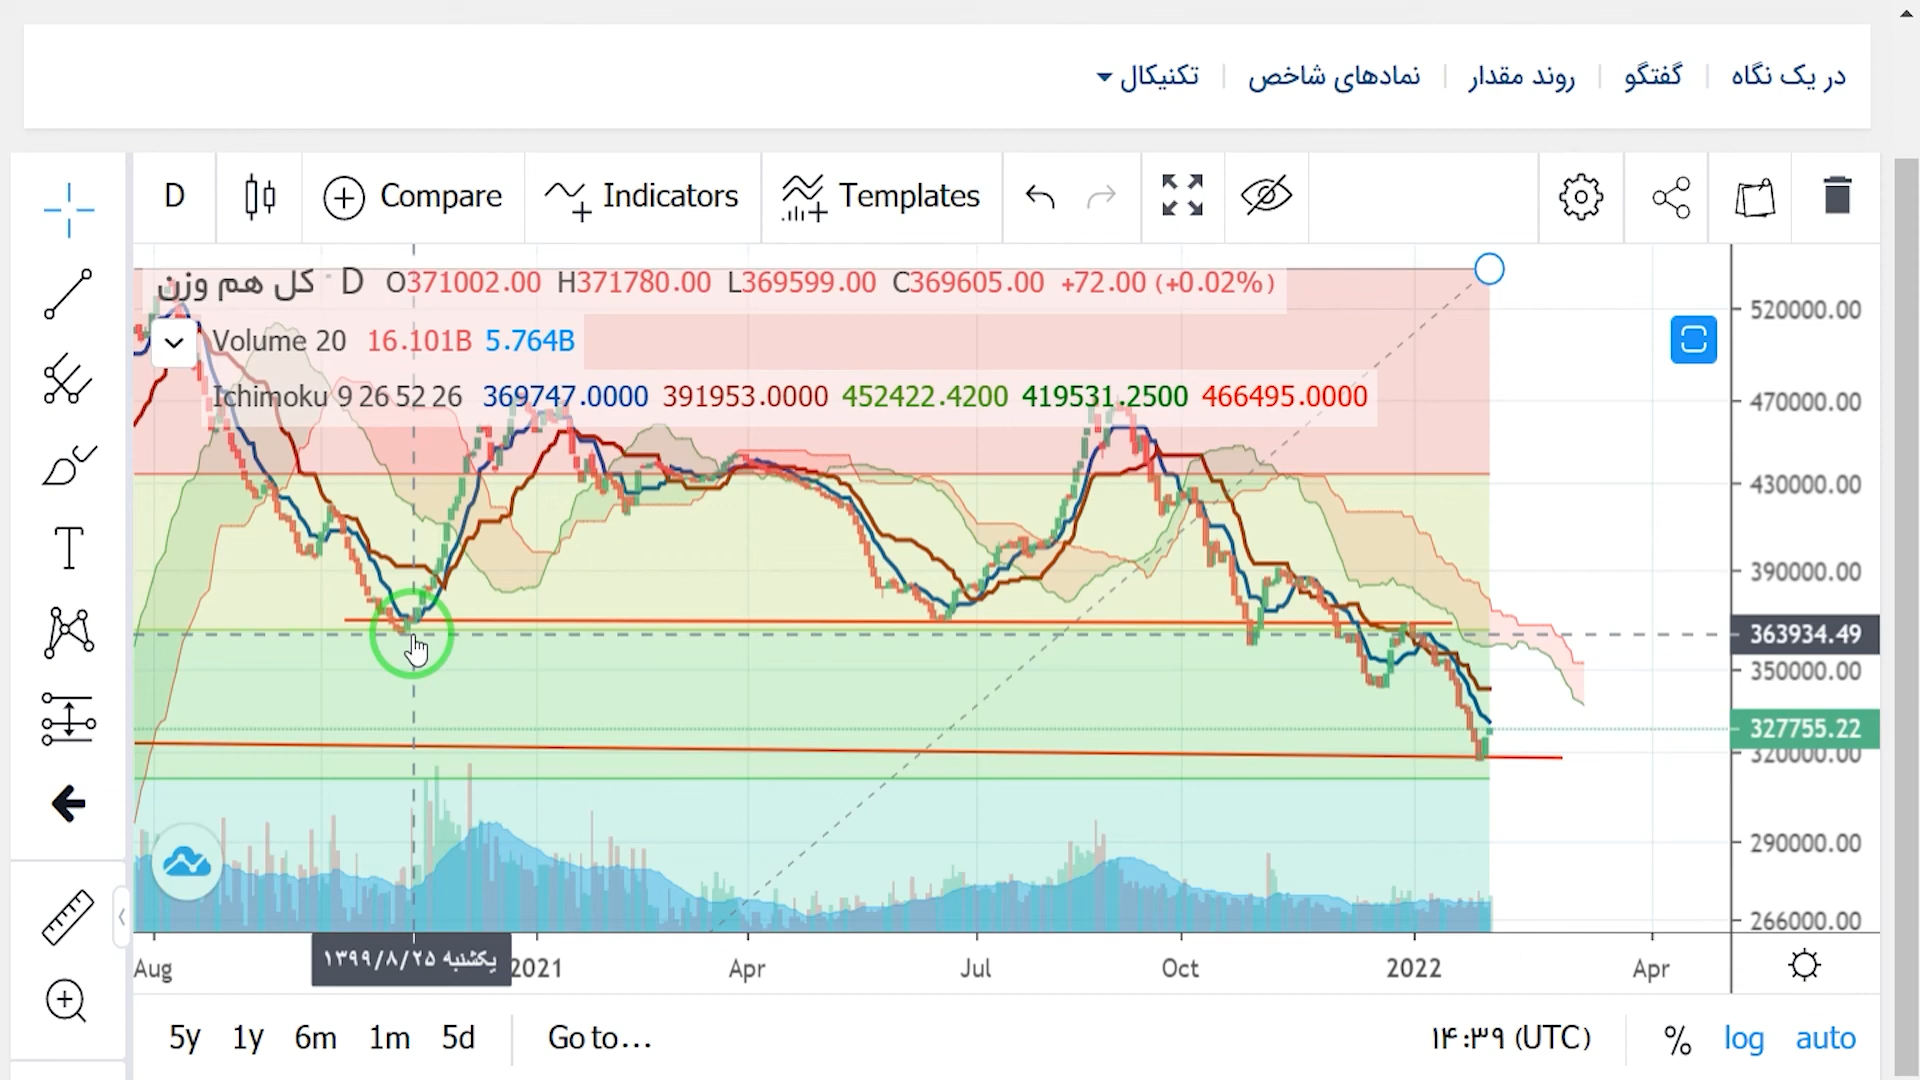 در یک نگاه | گفتگو | روند مقدار | نمادهای شاخص | تکنیکال
D Compare Indicators Templates
کل هم وزن · D O371002.00 H371780.00 L369599.00 C369605.00 +72.00 (+0.02%)
Volume 20 16.101B 5.764B
Ichimoku 9 26 52 26 369747.0000 391953.0000 452422.4200 419531.2500 466495.0000
520000.00
470000.00
430000.00
390000.00
363934.49
350000.00
327755.22
320000.00
290000.00
266000.00
Aug یکشنبه ۱۳۹۹/۸/۲۵ 2021 Apr Jul Oct 2022 Apr
5y 1y 6m 1m 5d Go to... ۱۴:۳۹ (UTC) % log auto